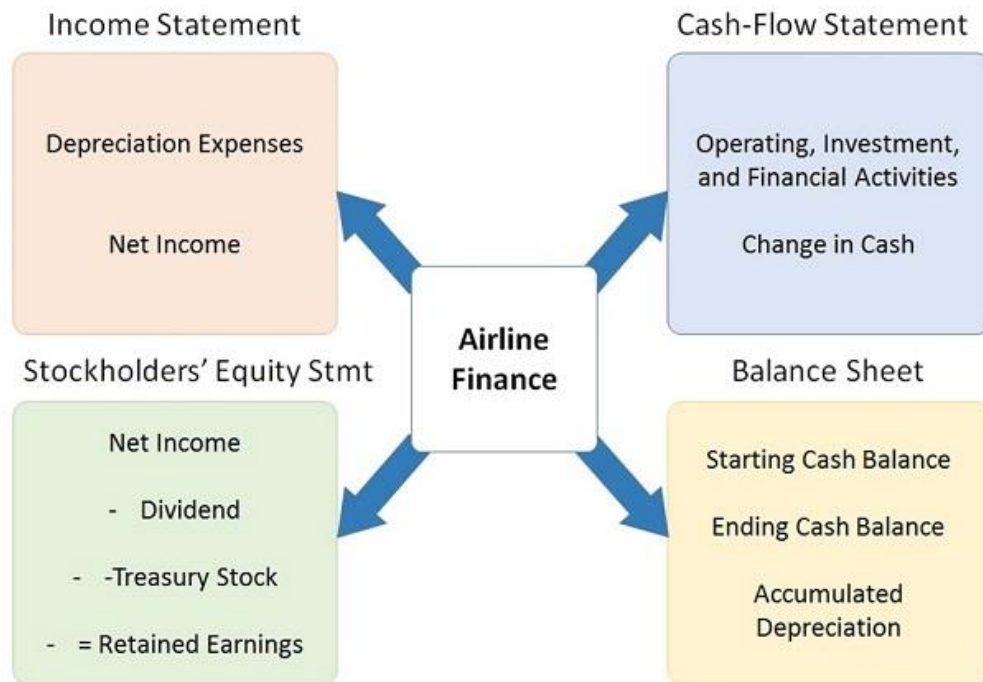 Income Statement
Depreciation Expenses
Net Income
Cash-Flow Statement
Operating, Investment,
and Financial Activities
Change in Cash
Airline
Finance
Stockholders’ Equity Stmt
Net Income
- Dividend
- -Treasury Stock
- = Retained Earnings
Balance Sheet
Starting Cash Balance
Ending Cash Balance
Accumulated
Depreciation